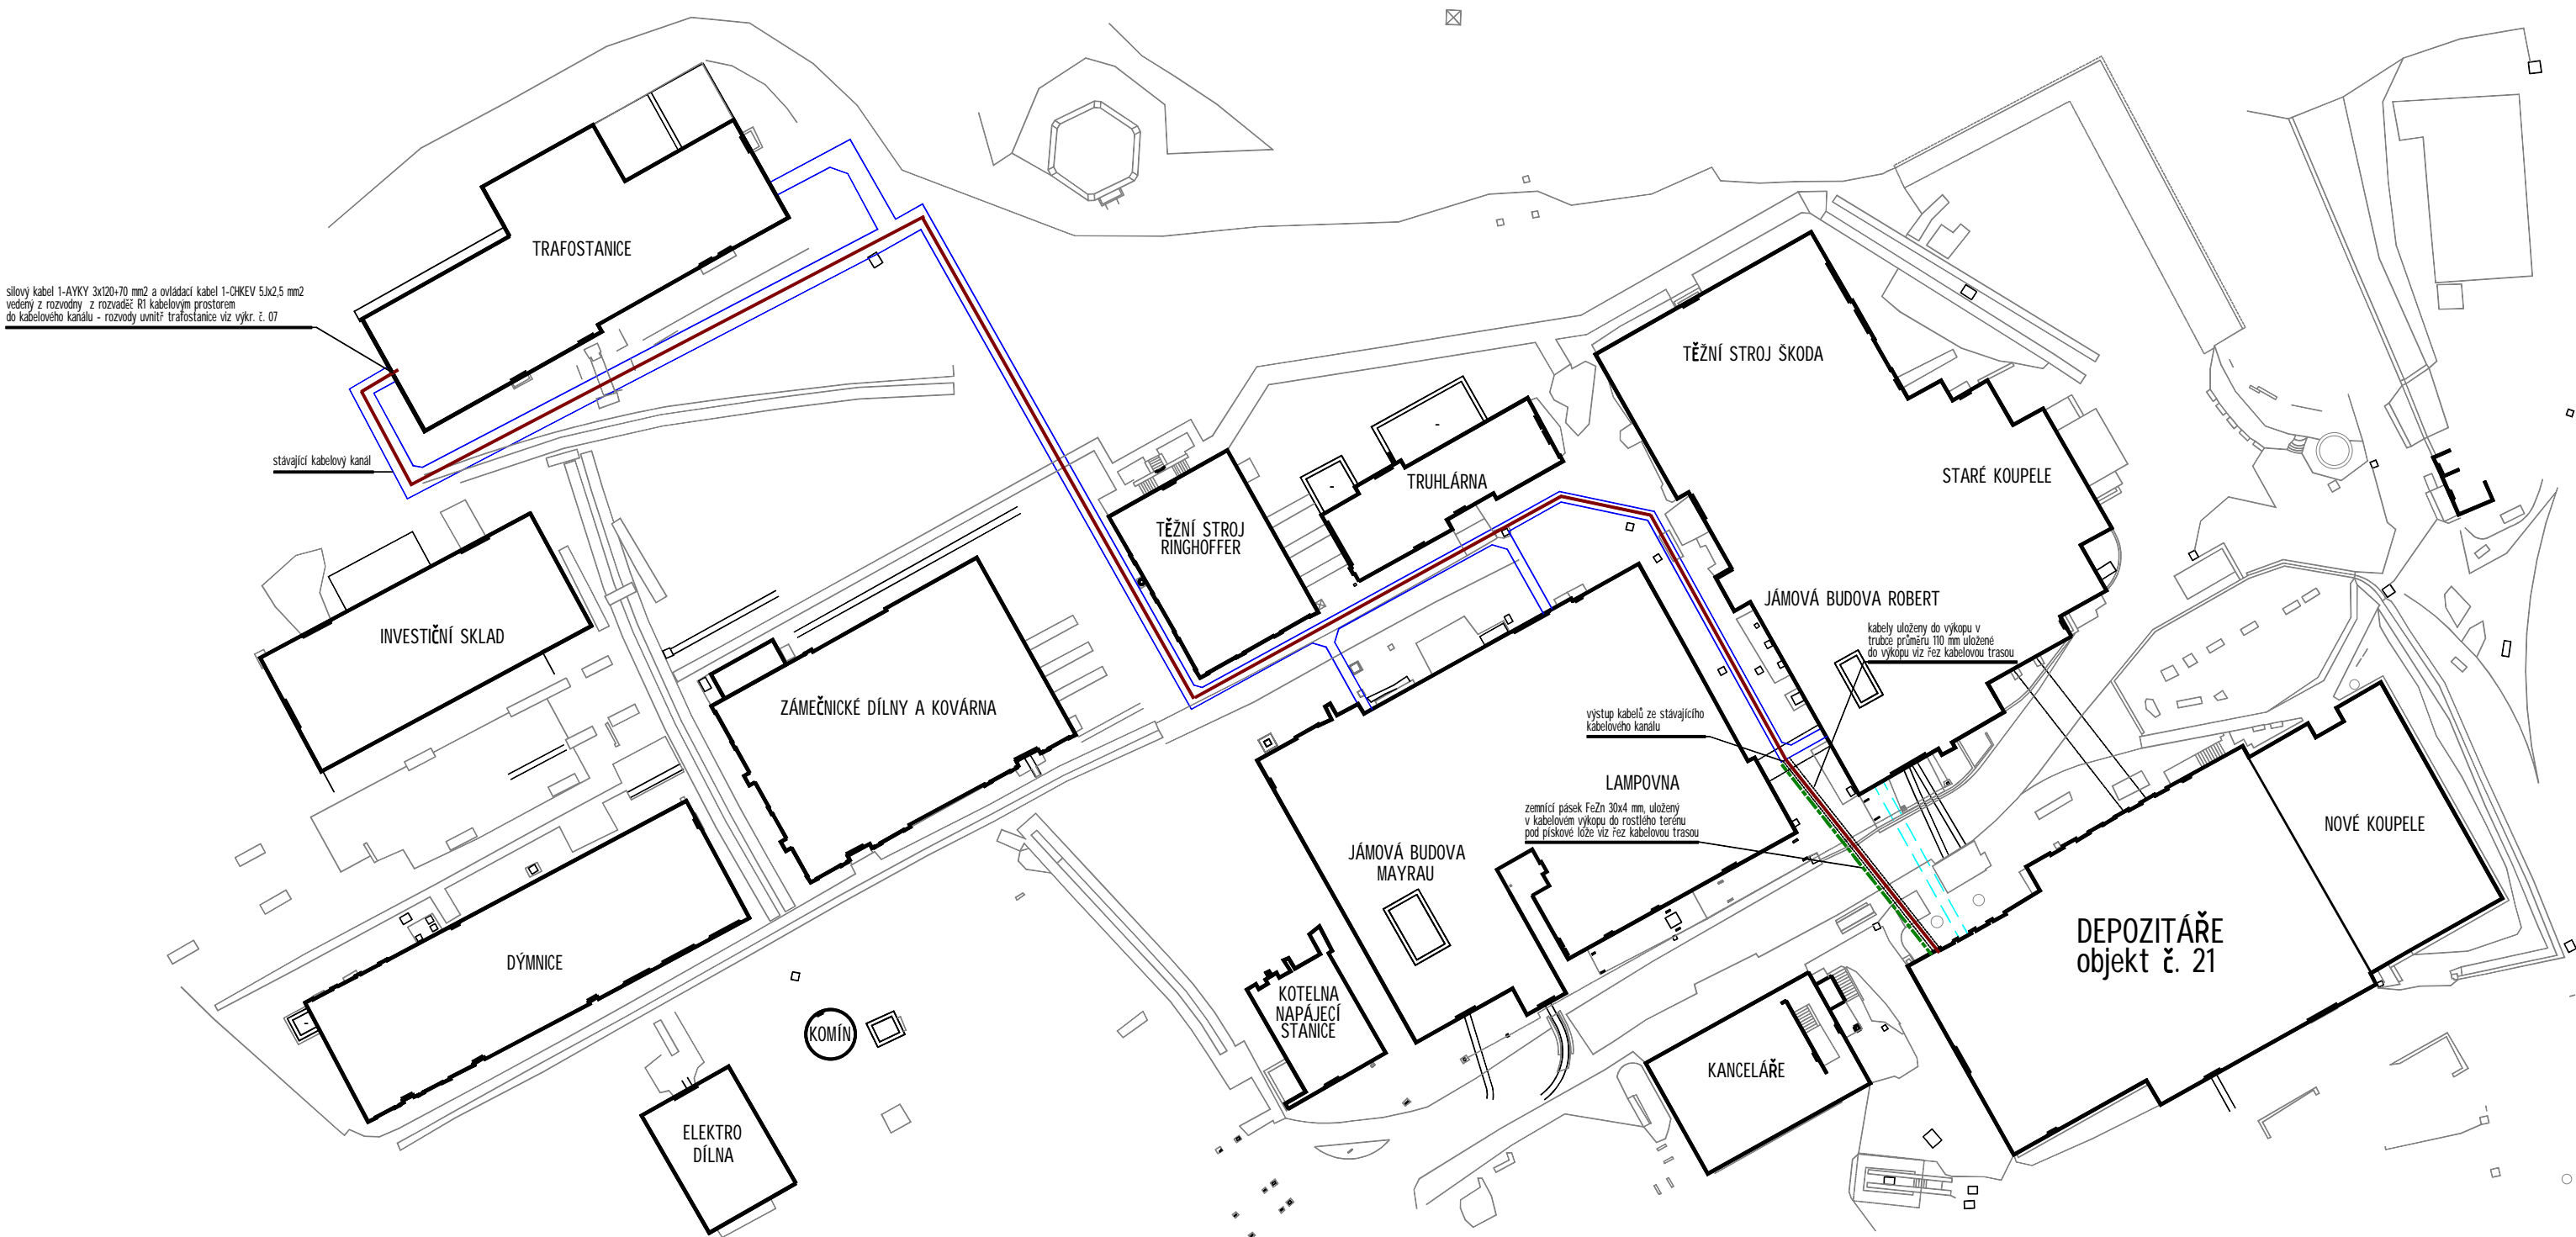 TRAFOSTANICE
silový kabel 1-AYKY 3x120+70 mm2 a ovládací kabel 1-CHKEV 5Jx2,5 mm2
vedený z rozvodny z rozvaděč R1 kabelovým prostorem
do kabelového kanálu - rozvody uvnitř trafostanice viz výkr. č. 07
stávající kabelový kanál
TĚŽNÍ STROJ ŠKODA
STARÉ KOUPELE
TRUHLÁRNA
TĚŽNÍ STROJ
RINGHOFFER
JÁMOVÁ BUDOVA ROBERT
kabely uloženy do výkopu v
trubce průměru 110 mm uložené
do výkopu viz řez kabelovou trasou
INVESTIČNÍ SKLAD
ZÁMEČNICKÉ DÍLNY A KOVÁRNA
výstup kabelů ze stávajícího
kabelového kanálu
LAMPOVNA
zemnící pásek FeZn 30x4 mm, uložený
v kabelovém výkopu do rostlého terénu
pod pískové lože viz řez kabelovou trasou
NOVÉ KOUPELE
JÁMOVÁ BUDOVA
MAYRAU
DEPOZITÁŘE
objekt č. 21
DÝMNICE
KOTELNA
NAPÁJECÍ
STANICE
KOMÍN
KANCELÁŘE
ELEKTRO
DÍLNA